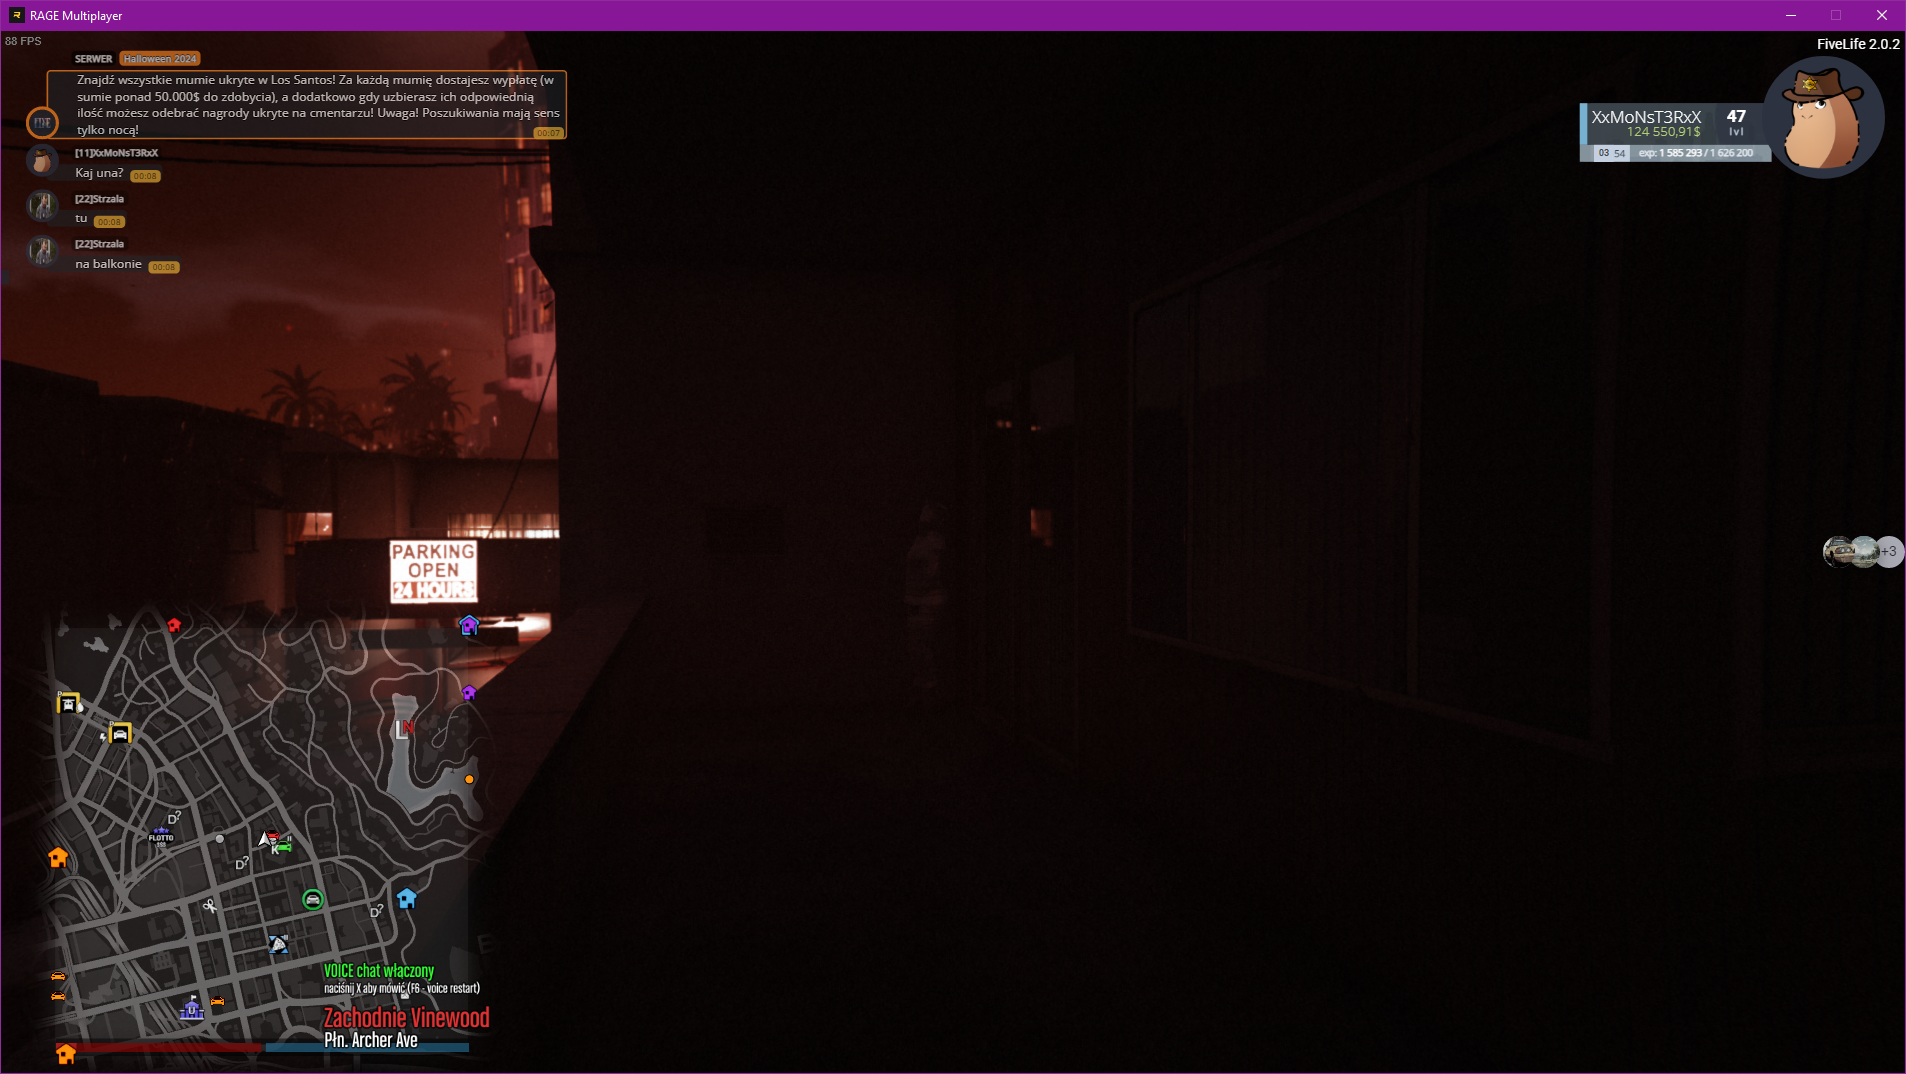 RAGE Multiplayer
88 FPS
FiveLife 2.0.2
SERWER Halloween 2024
Znajdź wszystkie mumie ukryte w Los Santos! Za każdą mumię dostajesz wypłatę (w
sumie ponad 50.000$ do zdobycia), a dodatkowo gdy uzbierasz ich odpowiednią
ilość możesz odebrać nagrody ukryte na cmentarzu! Uwaga! Poszukiwania mają sens
tylko nocą!
00:07
[11]XxMoNsT3RxX
Kaj una? 00:08
[22]Strzala
tu 00:08
[22]Strzala
na balkonie 00:08
XxMoNsT3RxX 47
124 550,91$ lvl
03 54 exp: 1 585 293 / 1 626 200
+3
PARKING
OPEN
24 HOURS
P
P
L N
D?
FLOTTO
D?
K
D?
E
U
VOICE chat włączony
naciśnij X aby mówić (F6 - voice restart)
Zachodnie Vinewood
Płn. Archer Ave